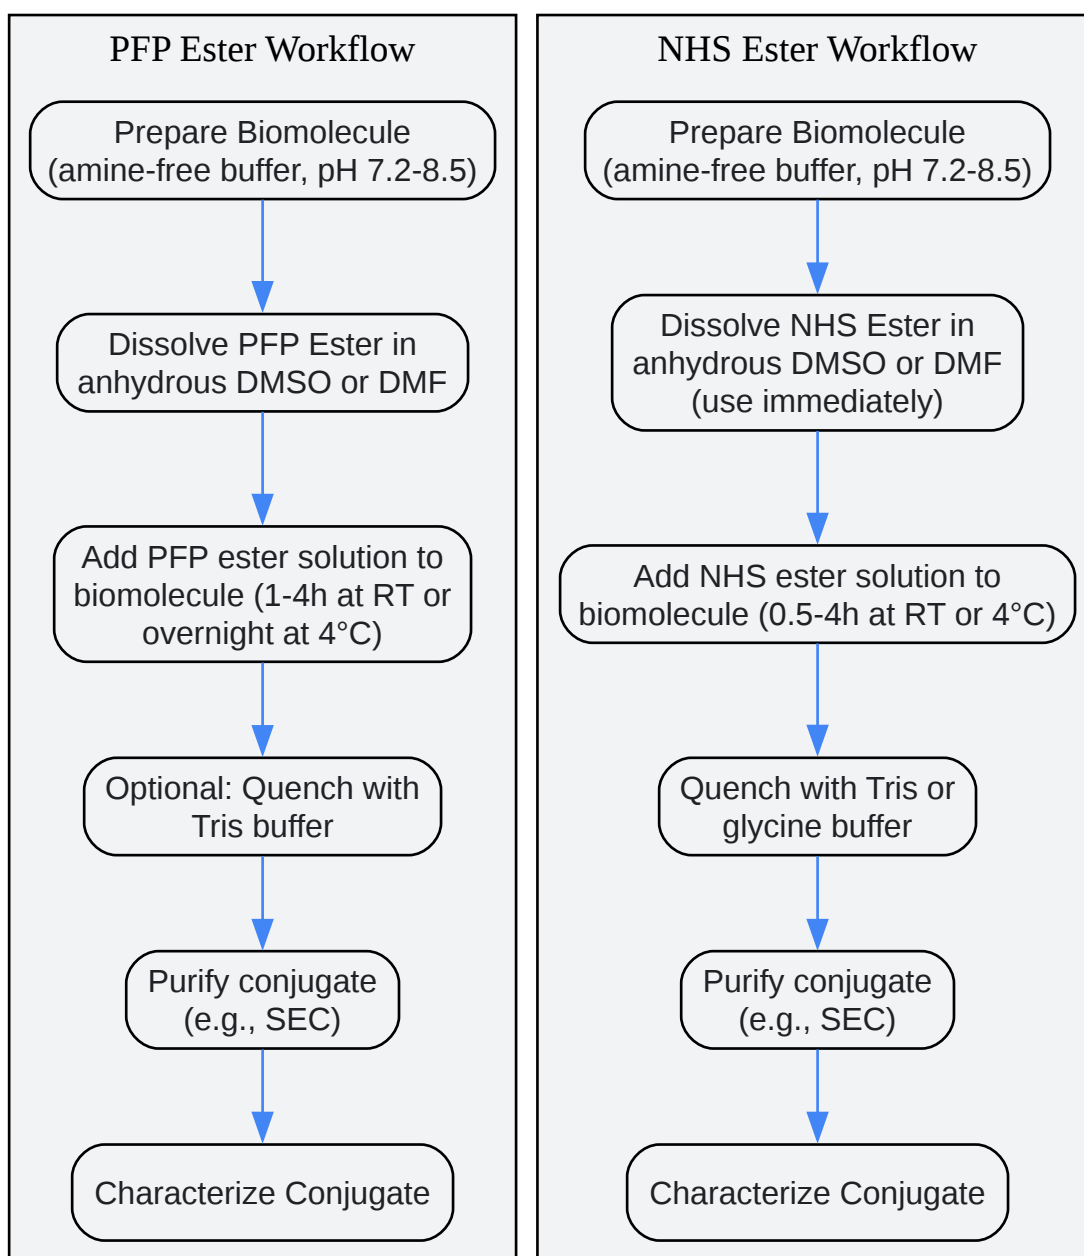 PFP Ester Workflow
Prepare Biomolecule
(amine-free buffer, pH 7.2-8.5)
Dissolve PFP Ester in
anhydrous DMSO or DMF
Add PFP ester solution to
biomolecule (1-4h at RT or
overnight at 4°C)
Optional: Quench with
Tris buffer
Purify conjugate
(e.g., SEC)
Characterize Conjugate
NHS Ester Workflow
Prepare Biomolecule
(amine-free buffer, pH 7.2-8.5)
Dissolve NHS Ester in
anhydrous DMSO or DMF
(use immediately)
Add NHS ester solution to
biomolecule (0.5-4h at RT or 4°C)
Quench with Tris or
glycine buffer
Purify conjugate
(e.g., SEC)
Characterize Conjugate